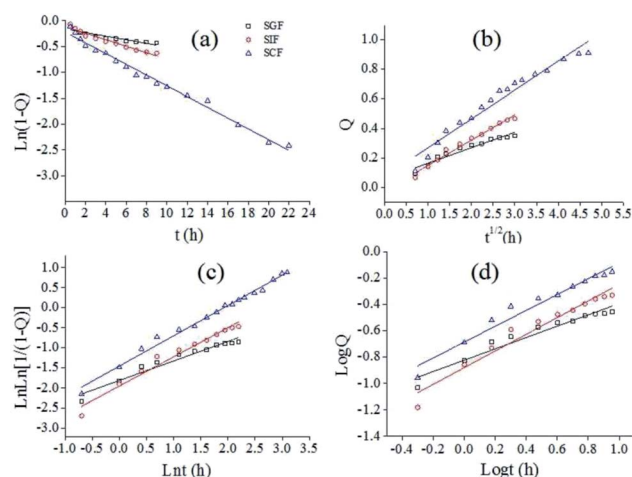 (a)
SGF
SIF
SCF
Ln(1-Q)
0.0
-0.5
-1.0
-1.5
-2.0
-2.5
-3.0
0 2 4 6 8 10 12 14 16 18 20 22 24
t (h)
(b)
Q
1.0
0.8
0.6
0.4
0.2
0.0
0.0 0.5 1.0 1.5 2.0 2.5 3.0 3.5 4.0 4.5 5.0 5.5
t1/2(h)
(c)
LnLn[1/(1-Q)]
1.0
0.5
0.0
-0.5
-1.0
-1.5
-2.0
-2.5
-3.0
-1.0 -0.5 0.0 0.5 1.0 1.5 2.0 2.5 3.0 3.5
Lnt (h)
(d)
LogQ
0.0
-0.2
-0.4
-0.6
-0.8
-1.0
-1.2
-1.4
-0.4 -0.2 0.0 0.2 0.4 0.6 0.8 1.0
Logt (h)